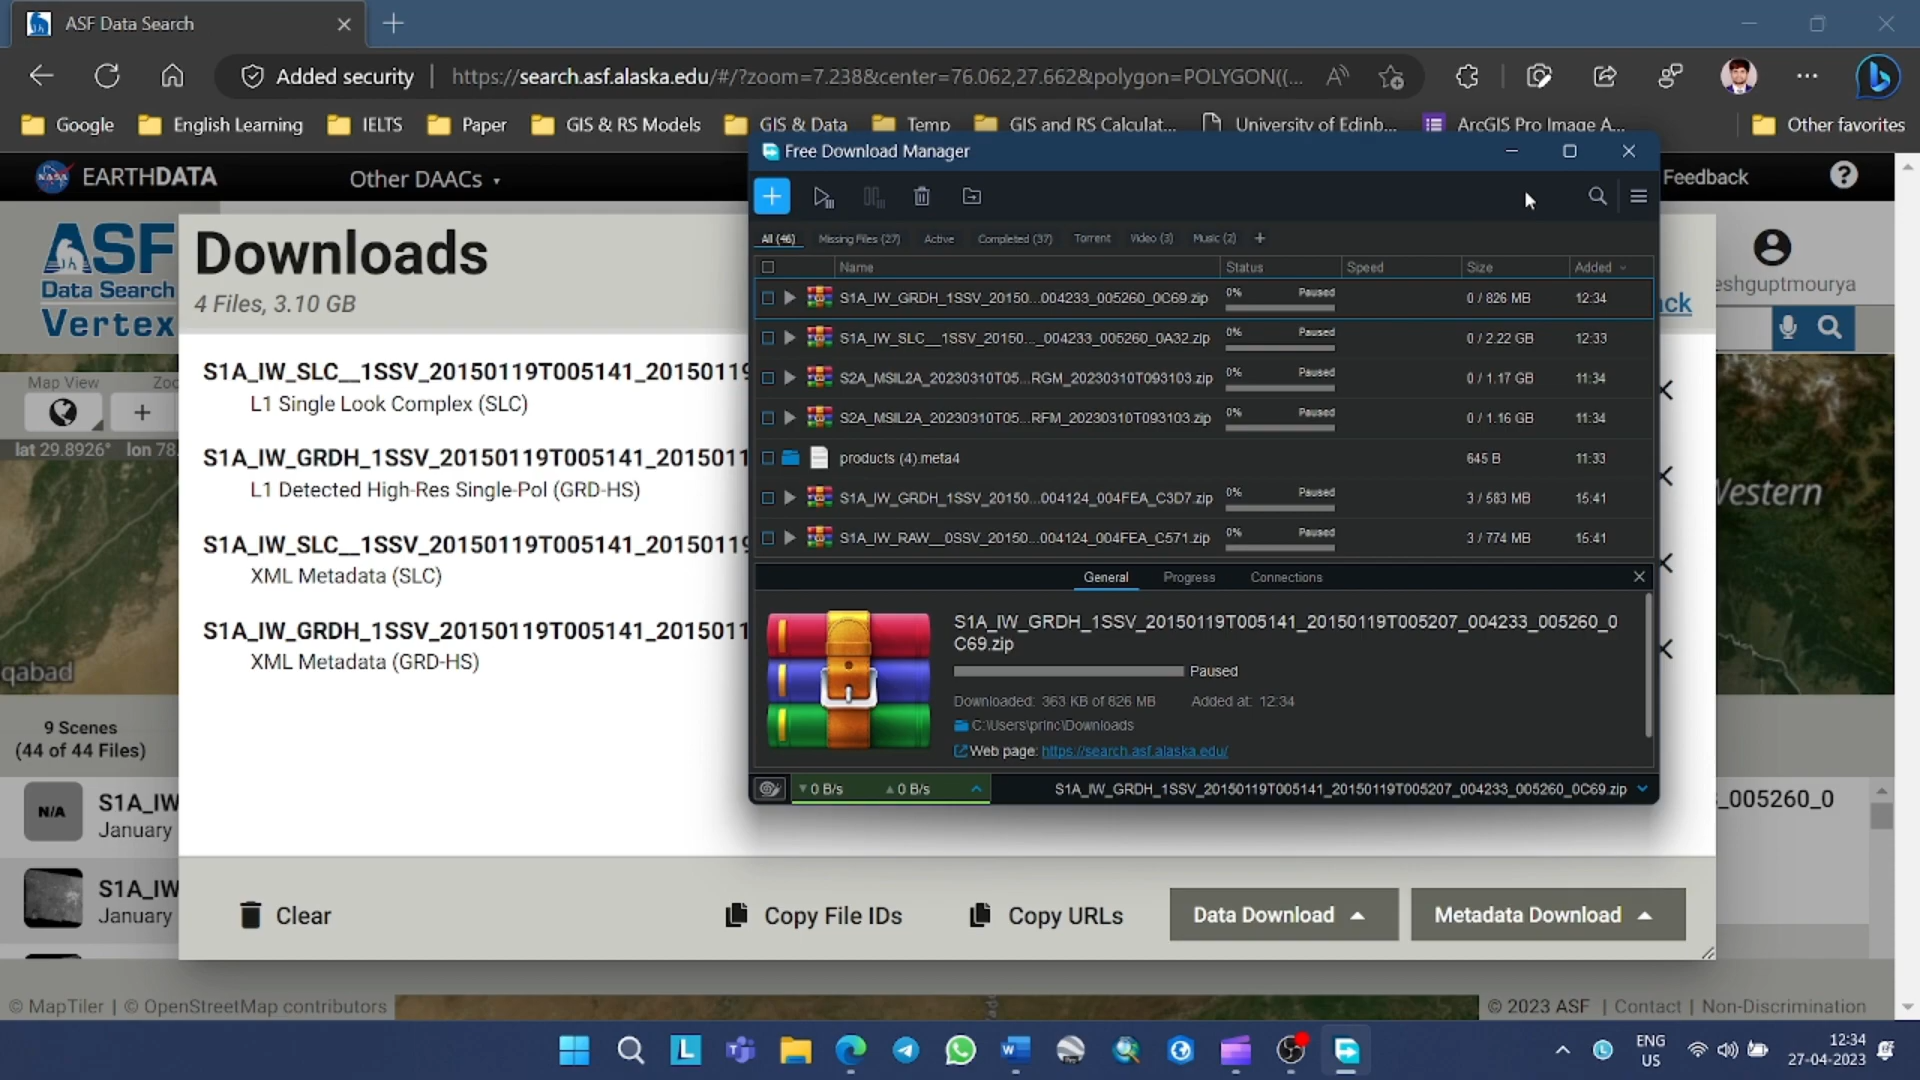 ASF Data Search
Added security
https://search.asf.alaska.edu/#/?zoom=7.238&center=76.062,27.662&polygon=POLYGON((...
Google
English Learning
IELTS
Paper
GIS & RS Models
GIS & Data
Temp
GIS and RS Calculat...
University of Edinb...
ArcGIS Pro Image A...
Other favorites
NASA
EARTHDATA
Other DAACs
Feedback
ASF
Data Search
Vertex
eshguptmourya
Map View
lat 29.8926° lon 78.
Western
qabad
9 Scenes
(44 of 44 Files)
N/A
S1A_IW
January
S1A_IW
January
_005260_0
Downloads
4 Files, 3.10 GB
S1A_IW_SLC__1SSV_20150119T005141_20150119
L1 Single Look Complex (SLC)
S1A_IW_GRDH_1SSV_20150119T005141_2015011
L1 Detected High-Res Single-Pol (GRD-HS)
S1A_IW_SLC__1SSV_20150119T005141_20150119
XML Metadata (SLC)
S1A_IW_GRDH_1SSV_20150119T005141_2015011
XML Metadata (GRD-HS)
Clear
Copy File IDs
Copy URLs
Data Download
Metadata Download
Free Download Manager
All (46) Missing Files (27) Active Completed (37) Torrent Video (3) Music (2) +
Name Status Speed Size Added
S1A_IW_GRDH_1SSV_20150...004233_005260_0C69.zip 0% Paused 0 / 826 MB 12:34
S1A_IW_SLC__1SSV_20150..._004233_005260_0A32.zip 0% Paused 0 / 2.22 GB 12:33
S2A_MSIL2A_20230310T05...RGM_20230310T093103.zip 0% Paused 0 / 1.17 GB 11:34
S2A_MSIL2A_20230310T05...RFM_20230310T093103.zip 0% Paused 0 / 1.16 GB 11:34
products (4).meta4 645 B 11:33
S1A_IW_GRDH_1SSV_20150...004124_004FEA_C3D7.zip 0% Paused 3 / 583 MB 15:41
S1A_IW_RAW__0SSV_20150...004124_004FEA_C571.zip 0% Paused 3 / 774 MB 15:41
General Progress Connections
S1A_IW_GRDH_1SSV_20150119T005141_20150119T005207_004233_005260_0
C69.zip
Paused
Downloaded: 363 KB of 826 MB Added at: 12:34
C:\Users\princ\Downloads
Web page: https://search.asf.alaska.edu/
0 B/s 0 B/s S1A_IW_GRDH_1SSV_20150119T005141_20150119T005207_004233_005260_0C69.zip
© MapTiler | © OpenStreetMap contributors
© 2023 ASF | Contact | Non-Discrimination
ENG
US
12:34
27-04-2023